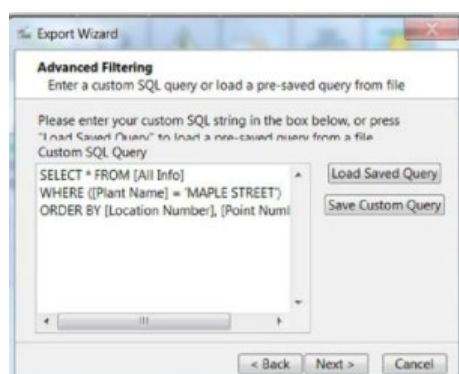 Export Wizard
Advanced Filtering
Enter a custom SQL query or load a pre-saved query from file
Please enter your custom SQL string in the box below, or press
"Load Saved Query" to load a pre-saved query from a file
Custom SQL Query
SELECT * FROM [All Info]
WHERE ([Plant Name] = 'MAPLE STREET')
ORDER BY [Location Number], [Point Numl
Load Saved Query
Save Custom Query
< Back
Next >
Cancel